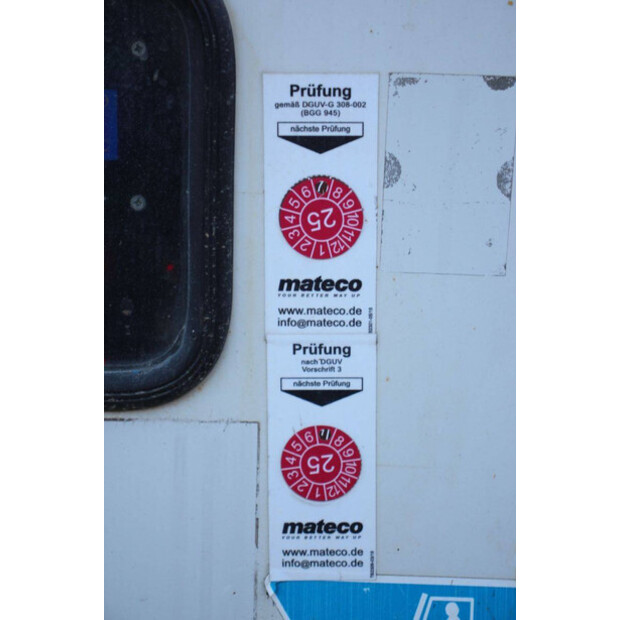 Prüfung
gemäß DGUV-G 308-002
(BGG 945)
nächste Prüfung
1 2 3 4 5 6 8 9 10 11 12
25
mateco
YOUR BETTER WAY UP
www.mateco.de
info@mateco.de
Prüfung
nach DGUV
Vorschrift 3
nächste Prüfung
1 2 3 4 5 6 8 9 10 11 12
25
mateco
YOUR BETTER WAY UP
www.mateco.de
info@mateco.de